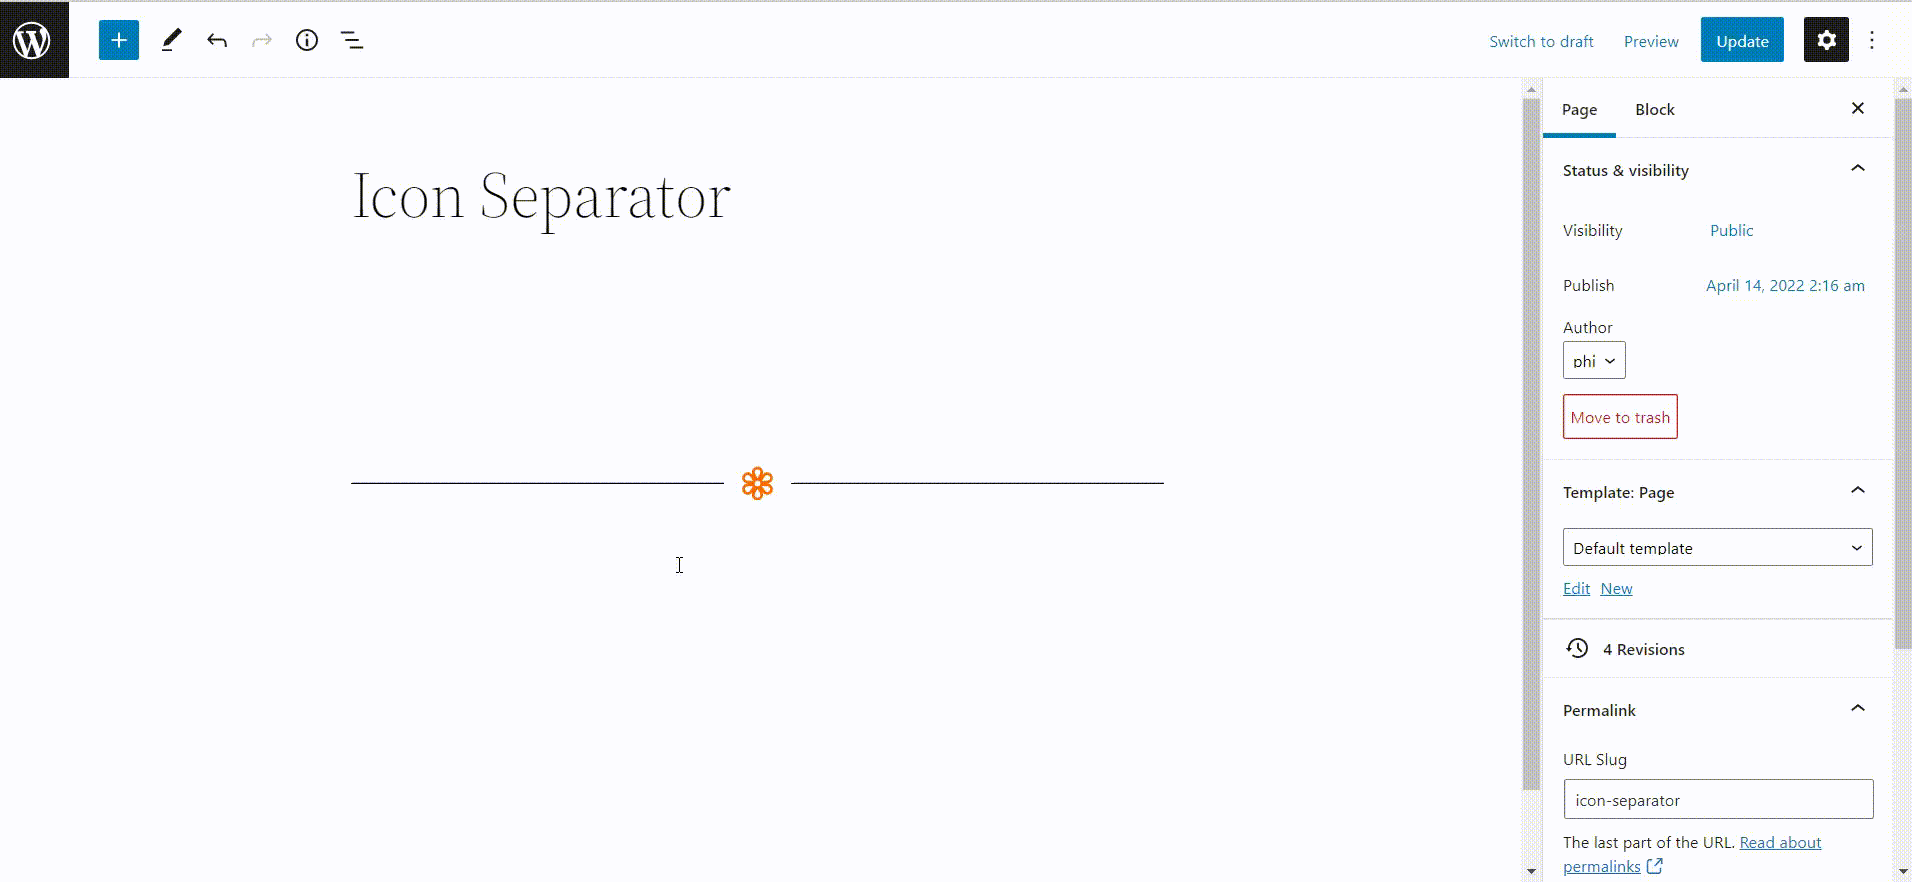 Switch to draft
Preview
Update
Page
Block
Icon Separator
Status & visibility
Visibility
Public
Publish
April 14, 2022 2:16 am
Author
phi
Move to trash
Template: Page
Default template
Edit New
4 Revisions
Permalink
URL Slug
icon-separator
The last part of the URL. Read about
permalinks